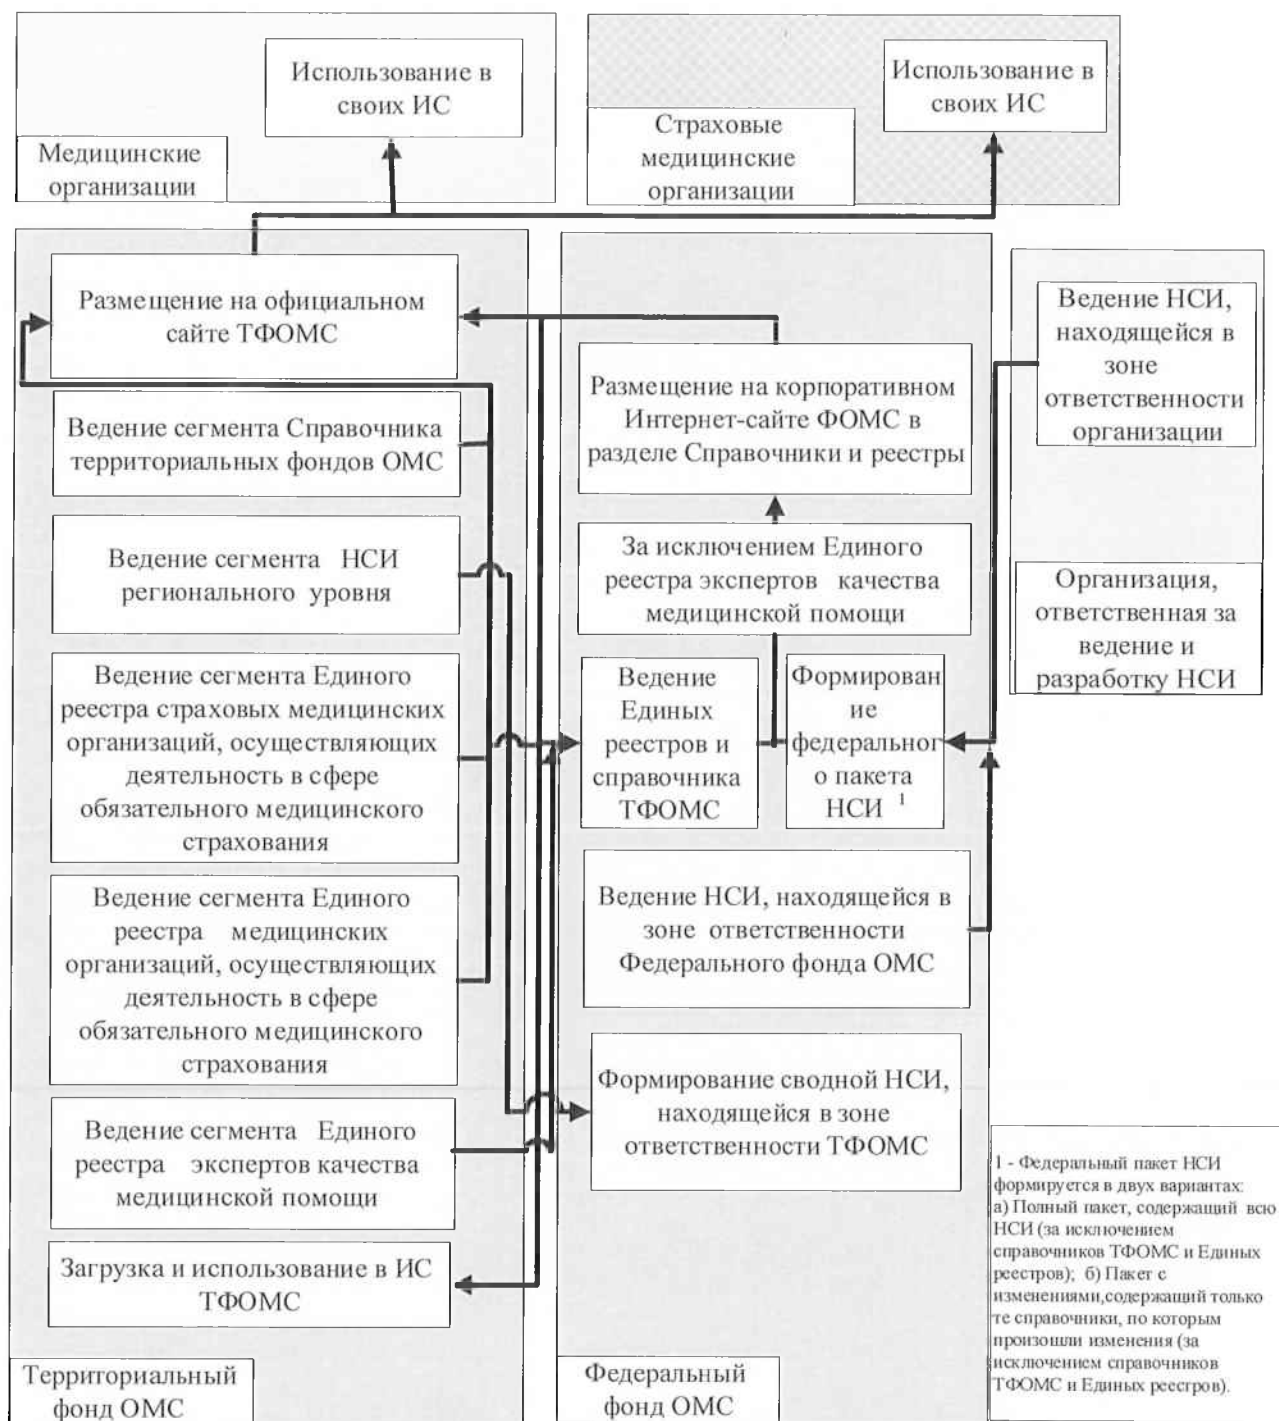 Использование в
своих ИС
Медицинские
организации
Использование в
своих ИС
Страховые
медицинские
организации
Размещение на официальном
сайте ТФОМС
Ведение сегмента Справочника
территориальных фондов ОМС
Ведение сегмента НСИ
регионального уровня
Ведение сегмента Единого
реестра страховых медицинских
организаций, осуществляющих
деятельность в сфере
обязательного медицинского
страхования
Ведение сегмента Единого
реестра медицинских
организаций, осуществляющих
деятельность в сфере
обязательного медицинского
страхования
Ведение сегмента Единого
реестра экспертов качества
медицинской помощи
Загрузка и использование в ИС
ТФОМС
Территориальный
фонд ОМС
Размещение на корпоративном
Интернет-сайте ФОМС в
разделе Справочники и реестры
За исключением Единого
реестра экспертов качества
медицинской помощи
Ведение
Единых
реестров и
справочника
ТФОМС
Формирован
ие
федеральног
о пакета
НСИ 1
Ведение НСИ, находящейся в
зоне ответственности
Федерального фонда ОМС
Формирование сводной НСИ,
находящейся в зоне
ответственности ТФОМС
Федеральный
фонд ОМС
Ведение НСИ,
находящейся в
зоне
ответственности
организации
Организация,
ответственная за
ведение и
разработку НСИ
1 - Федеральный пакет НСИ
формируется в двух вариантах:
а) Полный пакет, содержащий всю
НСИ (за исключением
справочников ТФОМС и Единых
реестров); б) Пакет с
изменениями,содержащий только
те справочники, по которым
произошли изменения (за
исключением справочников
ТФОМС и Единых реестров).